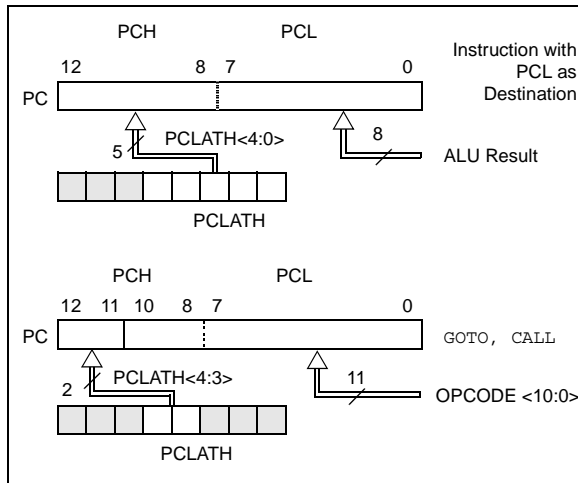 PCH PCL
12 8 7 0
Instruction with
PCL as
Destination
PC
5 PCLATH<4:0>
8
ALU Result
PCLATH
PCH PCL
12 11 10 8 7 0
PC
GOTO, CALL
2 PCLATH<4:3>
11
OPCODE <10:0>
PCLATH